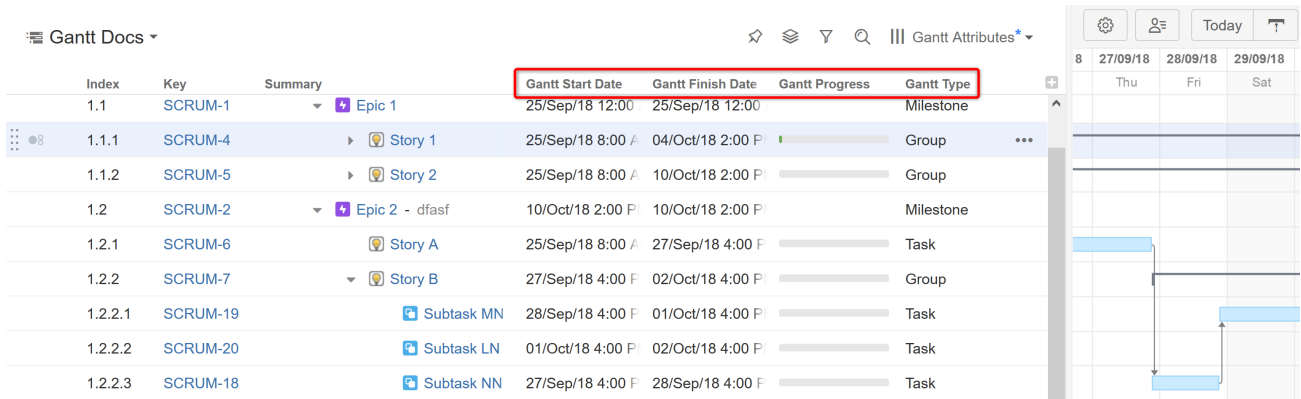 Gantt Docs Gantt Attributes* Today
8 27/09/18 28/09/18 29/09/18
Index Key Summary Gantt Start Date Gantt Finish Date Gantt Progress Gantt Type Thu Fri Sat
1.1 SCRUM-1 Epic 1 25/Sep/18 12:00 25/Sep/18 12:00 Milestone
1.1.1 SCRUM-4 Story 1 25/Sep/18 8:00 A 04/Oct/18 2:00 P Group
1.1.2 SCRUM-5 Story 2 25/Sep/18 8:00 A 10/Oct/18 2:00 P Group
1.2 SCRUM-2 Epic 2 - dfasf 10/Oct/18 2:00 P 10/Oct/18 2:00 P Milestone
1.2.1 SCRUM-6 Story A 25/Sep/18 8:00 A 27/Sep/18 4:00 P Task
1.2.2 SCRUM-7 Story B 27/Sep/18 4:00 P 02/Oct/18 4:00 P Group
1.2.2.1 SCRUM-19 Subtask MN 28/Sep/18 4:00 P 01/Oct/18 4:00 P Task
1.2.2.2 SCRUM-20 Subtask LN 01/Oct/18 4:00 P 02/Oct/18 4:00 P Task
1.2.2.3 SCRUM-18 Subtask NN 27/Sep/18 4:00 P 28/Sep/18 4:00 P Task